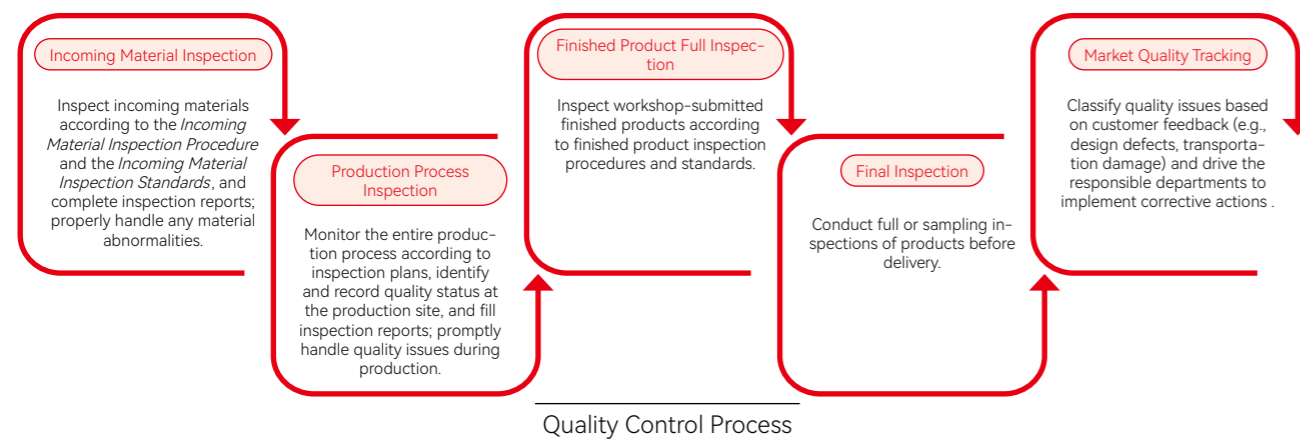 Incoming Material Inspection
Inspect incoming materials
according to the Incoming
Material Inspection Procedure
and the Incoming Material
Inspection Standards, and
complete inspection reports;
properly handle any material
abnormalities.
Production Process
Inspection
Monitor the entire produc-
tion process according to
inspection plans, identify
and record quality status at
the production site, and fill
inspection reports; promptly
handle quality issues during
production.
Finished Product Full Inspec-
tion
Inspect workshop-submitted
finished products according
to finished product inspection
procedures and standards.
Final Inspection
Conduct full or sampling in-
spections of products before
delivery.
Market Quality Tracking
Classify quality issues based
on customer feedback (e.g.,
design defects, transporta-
tion damage) and drive the
responsible departments to
implement corrective actions .
Quality Control Process